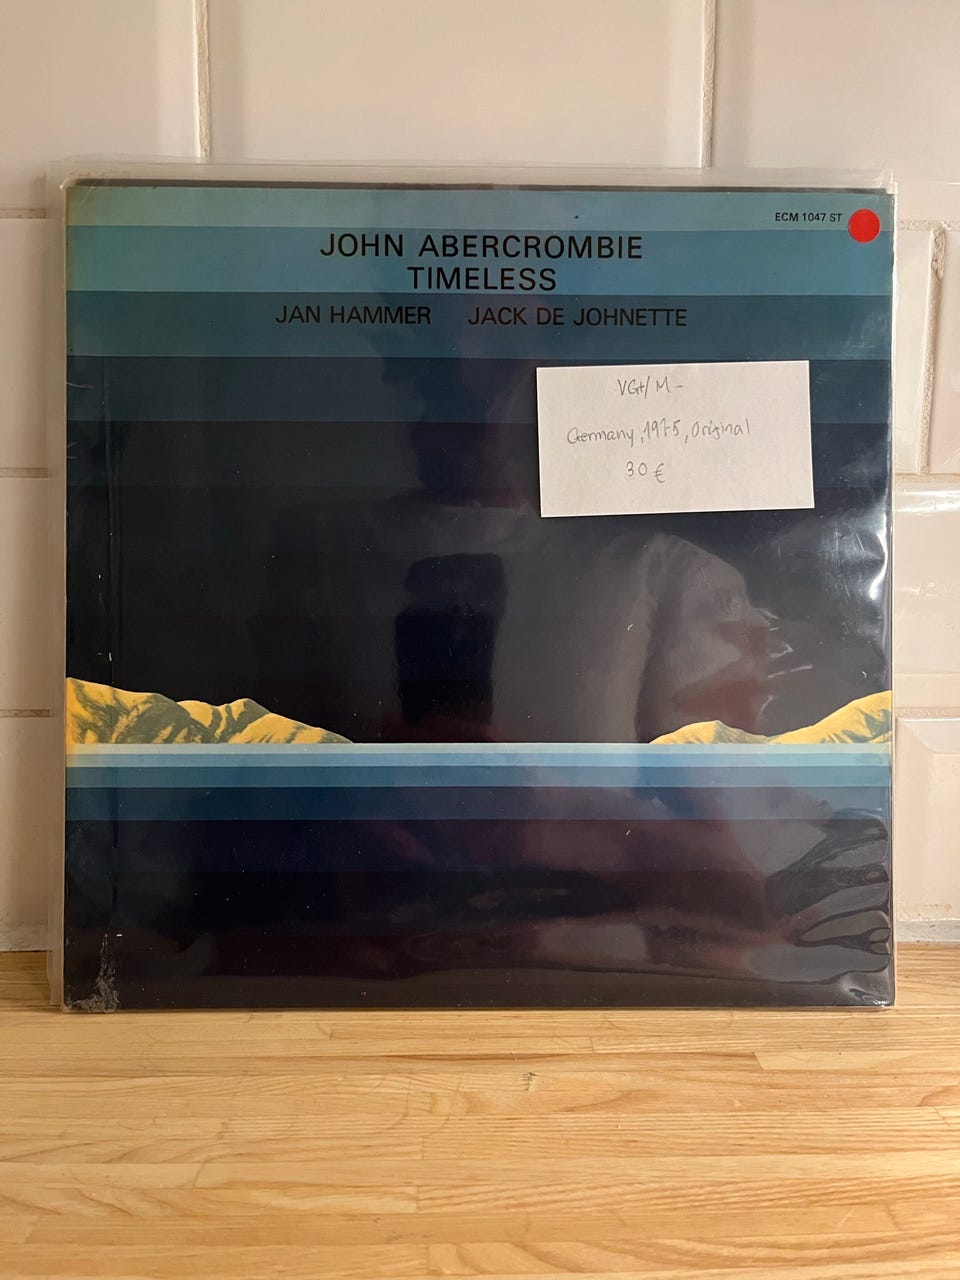 ECM 1047 ST
JOHN ABERCROMBIE
TIMELESS
JAN HAMMER JACK DE JOHNETTE
VG+/M-
Germany, 1975, Original
30 €